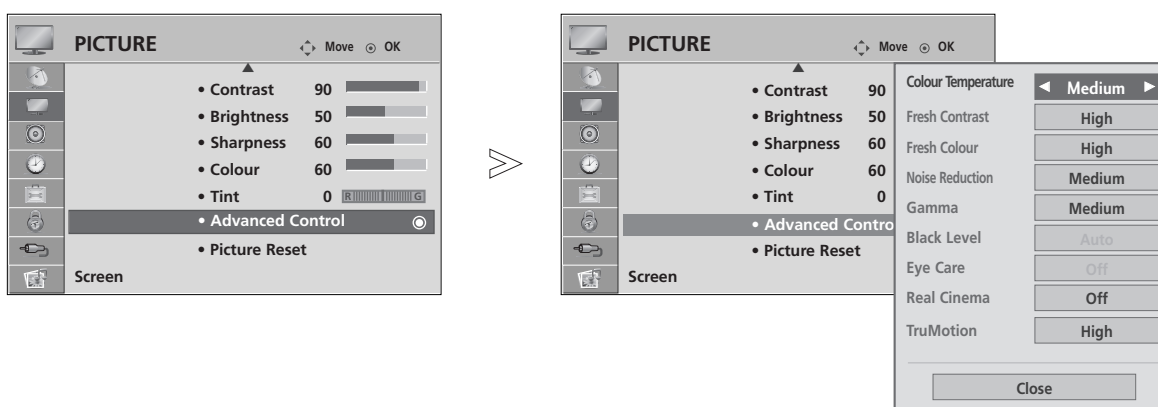 PICTURE Move OK
• Contrast 90
• Brightness 50
• Sharpness 60
• Colour 60
• Tint 0 R G
• Advanced Control
• Picture Reset
Screen
PICTURE Move OK
• Contrast 90
• Brightness 50
• Sharpness 60
• Colour 60
• Tint 0
• Advanced Contro
• Picture Reset
Screen
Colour Temperature Medium
Fresh Contrast High
Fresh Colour High
Noise Reduction Medium
Gamma Medium
Black Level Auto
Eye Care Off
Real Cinema Off
TruMotion High
Close